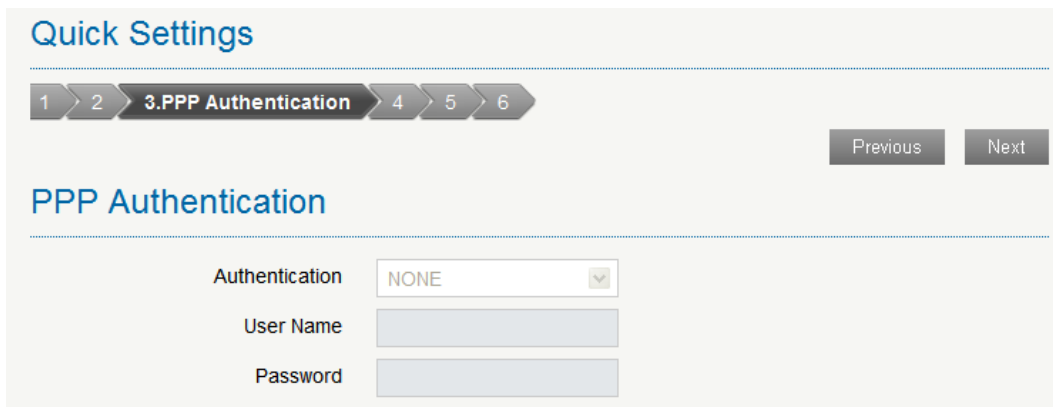 Quick Settings
1 2 3.PPP Authentication 4 5 6
Previous Next
PPP Authentication
Authentication NONE
User Name
Password